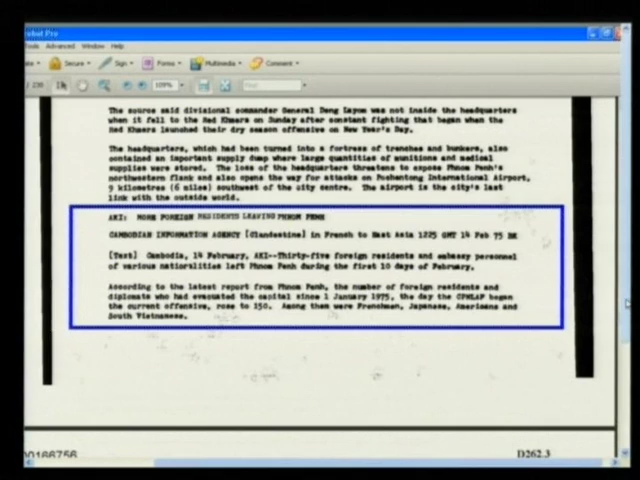 robat Pro
Tools Advanced Window Help
Secure Sign Forms Multimedia Comment
/ 239 109% Find
The source said divisional commander General Deng Layom was not inside the headquarters
when it fell to the Red Khmers on Sunday after constant fighting that began when the
Red Khmers launched their dry season offensive on New Year's Day.
The headquarters, which had been turned into a fortress of trenches and bunkers, also
contained an important supply dump where large quantities of munitions and medical
supplies were stored. The loss of the headquarters threatens to expose Phnom Penh's
northwestern flank and also opens the way for attacks on Pochentong International Airport,
9 kilometres (6 miles) southwest of the city centre. The airport is the city's last
link with the outside world.
AKI: MORE FOREIGN RESIDENTS LEAVING PHNOM PENH
CAMBODIAN INFORMATION AGENCY [Clandestine] in French to East Asia 1225 GMT 14 Feb 75 BK
[Text] Cambodia, 14 February, AKI--Thirty-five foreign residents and embassy personnel
of various nationalities left Phnom Penh during the first 10 days of February.
According to the latest report from Phnom Penh, the number of foreign residents and
diplomats who had evacuated the capital since 1 January 1975, the day the CPNLAF began
the current offensive, rose to 150. Among them were Frenchmen, Japanese, Americans and
South Vietnamese.
00166756 D262.3